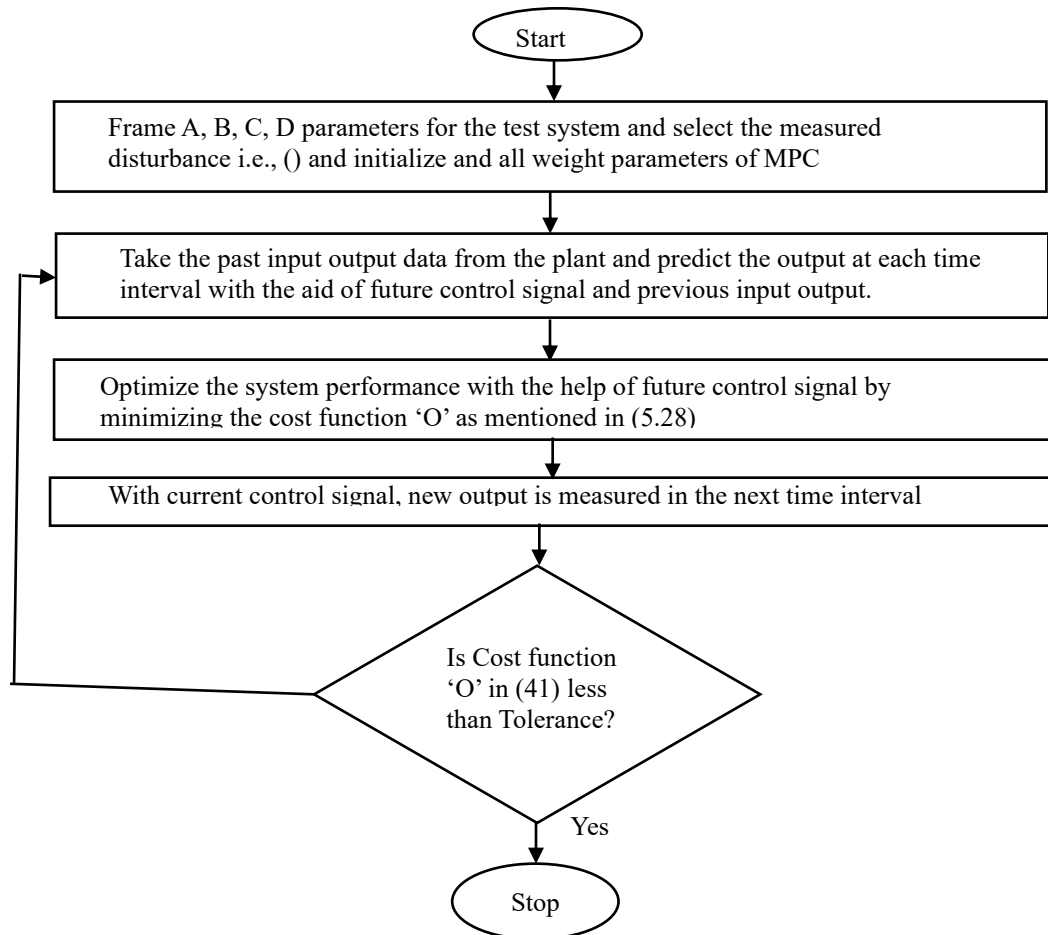 Start
Frame A, B, C, D parameters for the test system and select the measured
disturbance i.e., () and initialize and all weight parameters of MPC
Take the past input output data from the plant and predict the output at each time
interval with the aid of future control signal and previous input output.
Optimize the system performance with the help of future control signal by
minimizing the cost function ‘O’ as mentioned in (5.28)
With current control signal, new output is measured in the next time interval
Is Cost function
‘O’ in (41) less
than Tolerance?
Yes
Stop